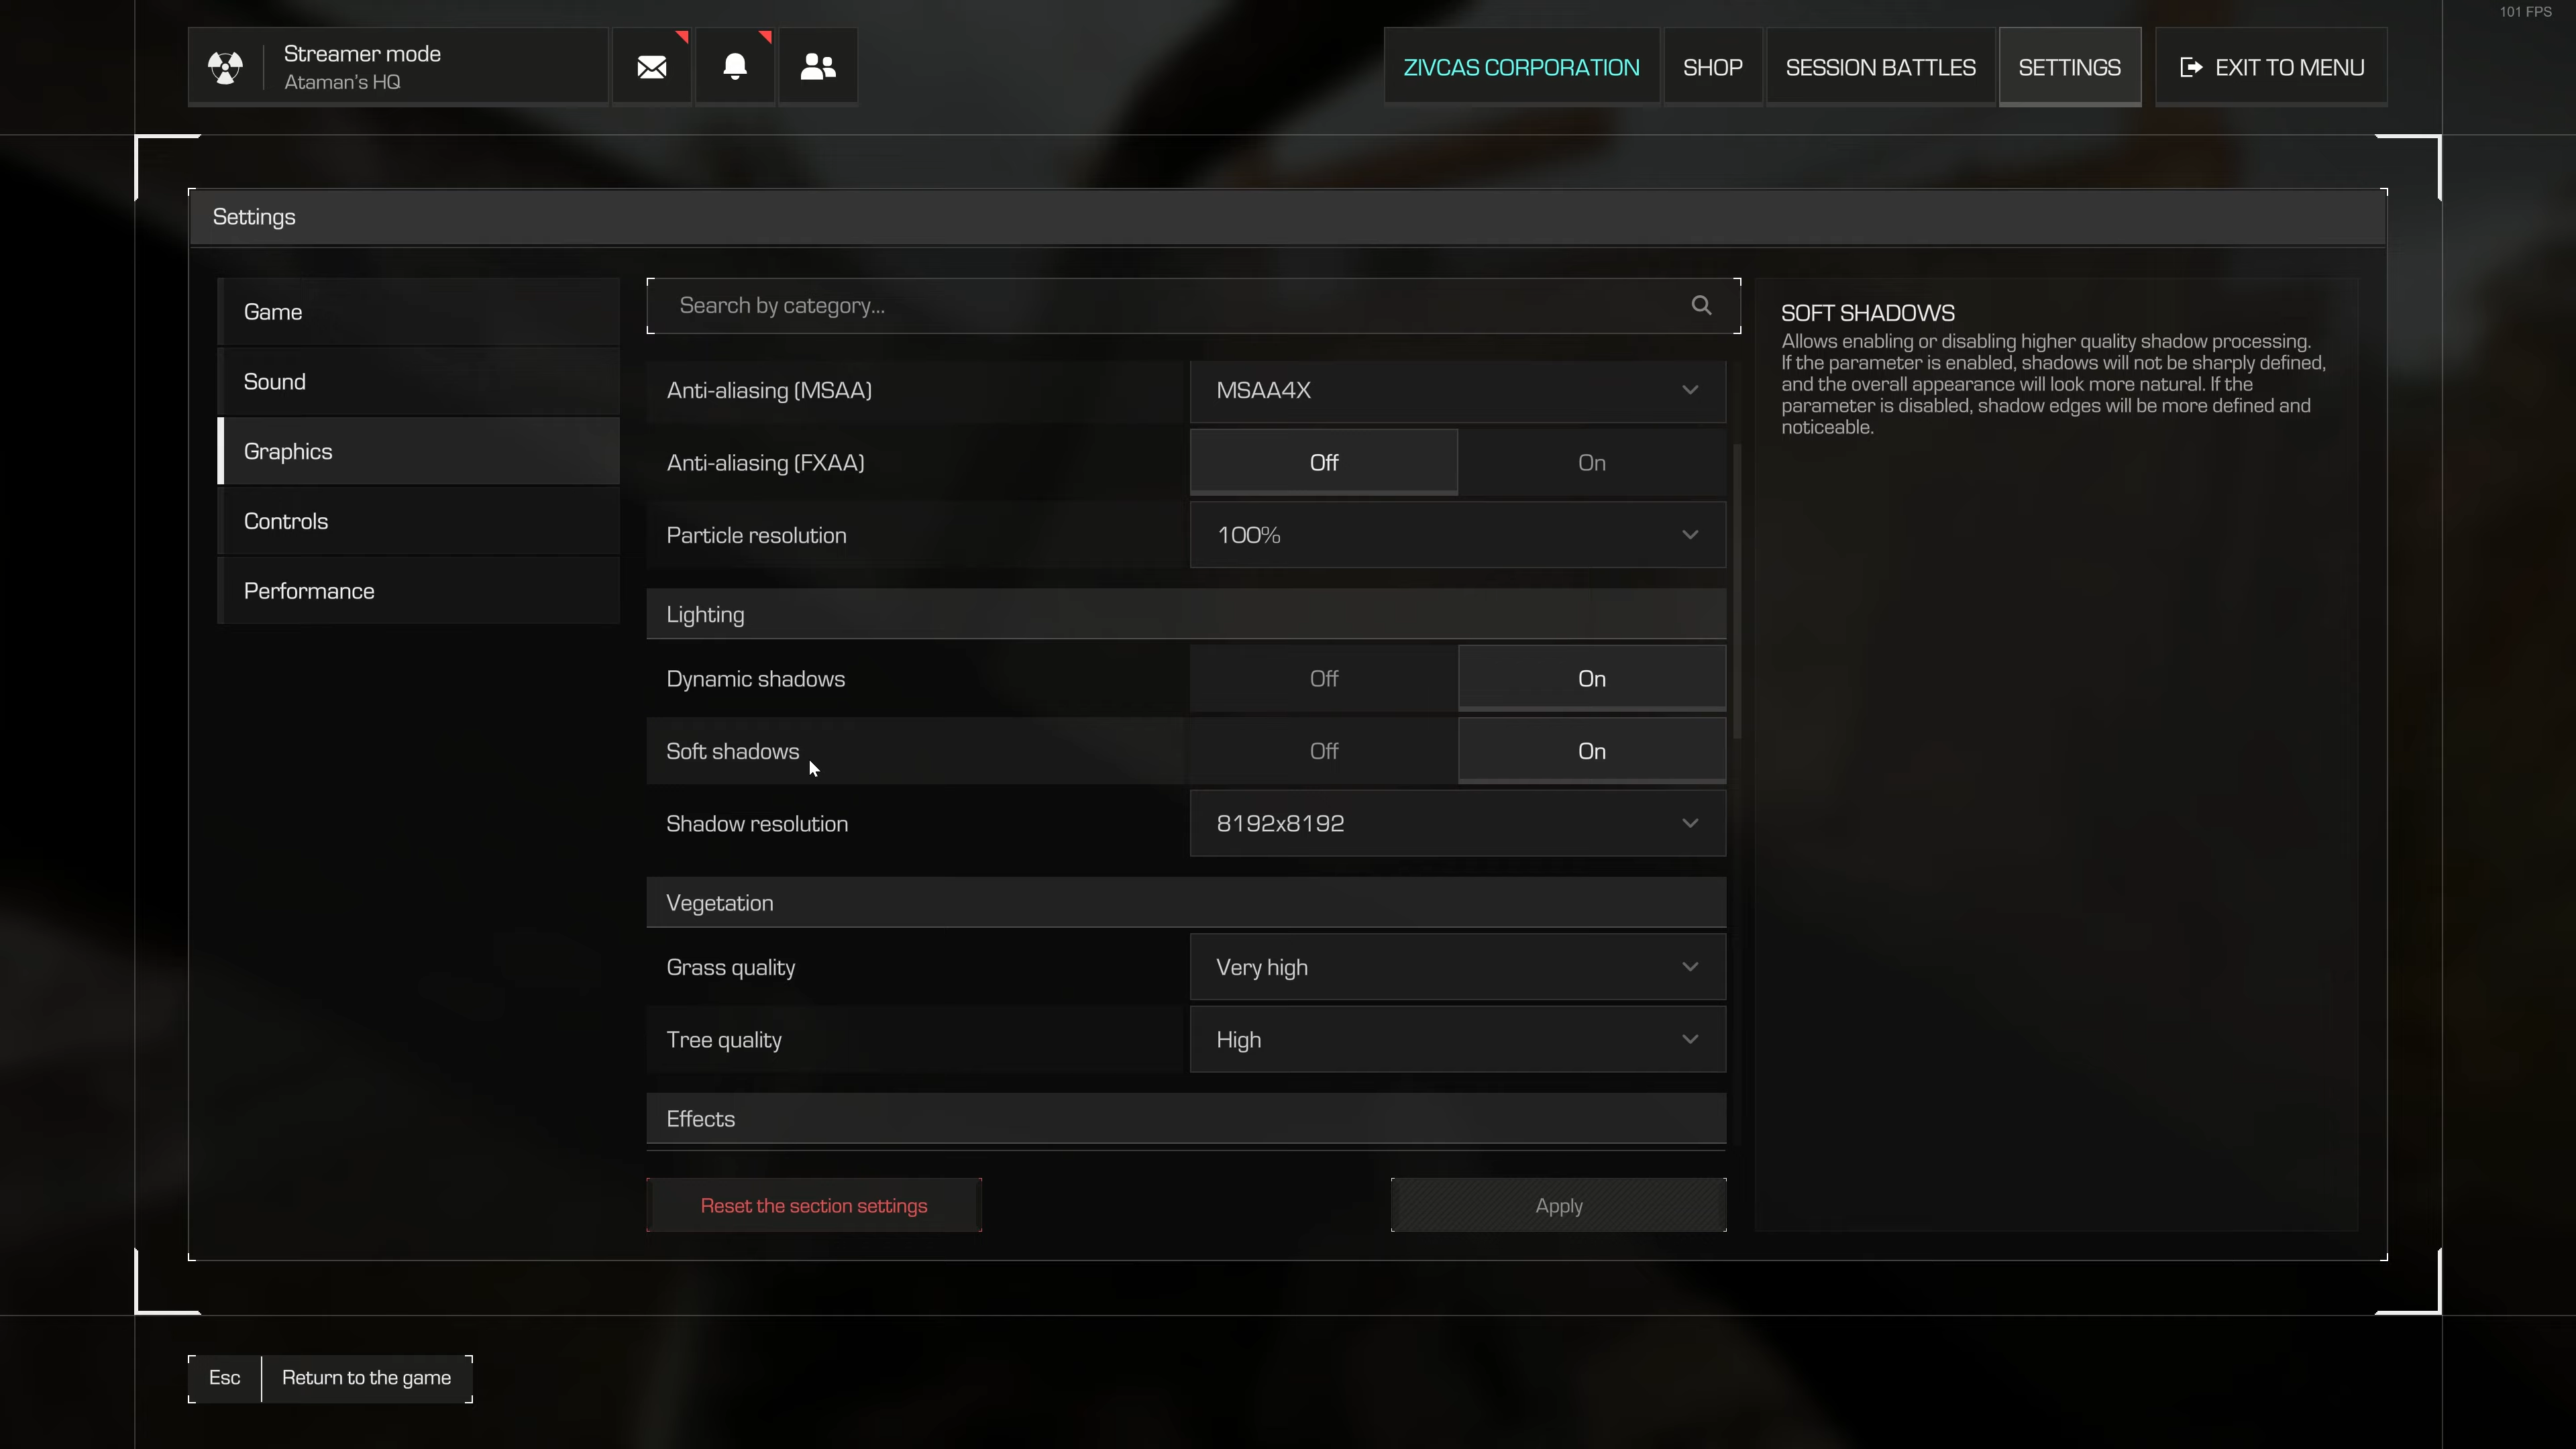 101 FPS
Streamer mode
Ataman's HQ
ZIVCAS CORPORATION
SHOP
SESSION BATTLES
SETTINGS
EXIT TO MENU
Settings
Game
Sound
Graphics
Controls
Performance
Search by category...
Anti-aliasing (MSAA)
MSAA4X
Anti-aliasing (FXAA)
Off
On
Particle resolution
100%
Lighting
Dynamic shadows
Off
On
Soft shadows
Off
On
Shadow resolution
8192x8192
Vegetation
Grass quality
Very high
Tree quality
High
Effects
Reset the section settings
Apply
SOFT SHADOWS
Allows enabling or disabling higher quality shadow processing.
If the parameter is enabled, shadows will not be sharply defined,
and the overall appearance will look more natural. If the
parameter is disabled, shadow edges will be more defined and
noticeable.
Esc
Return to the game